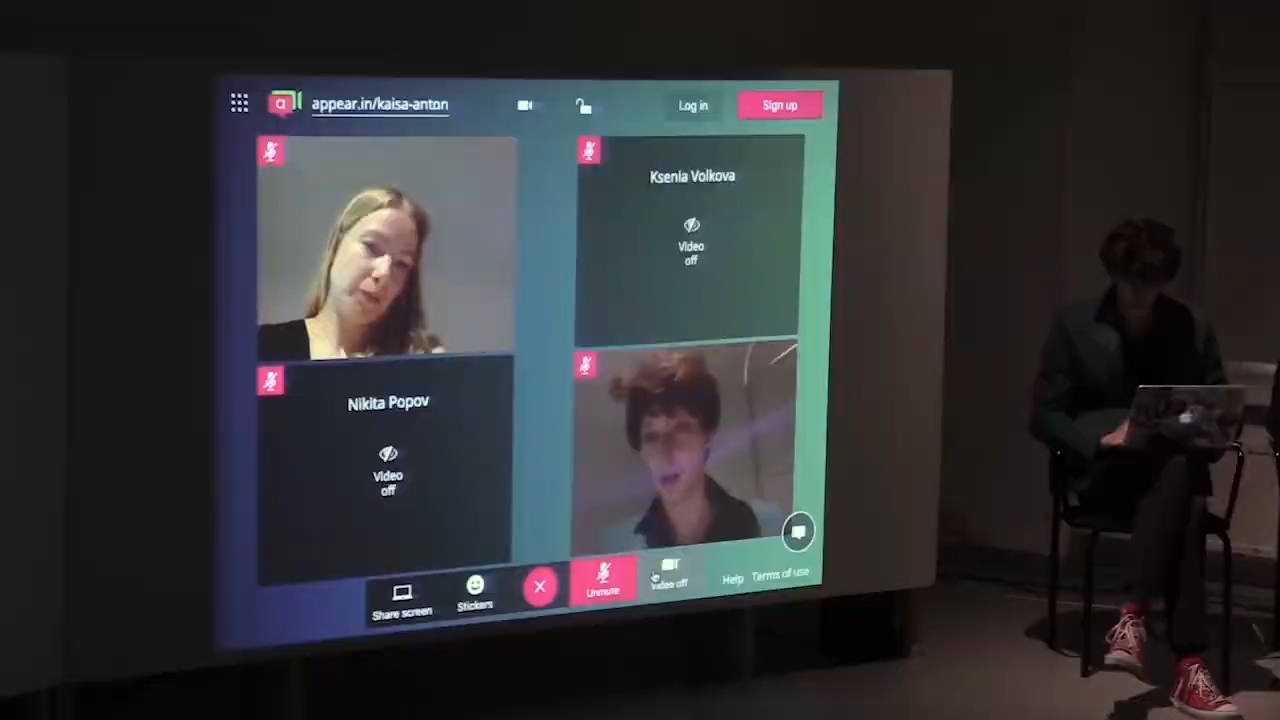 appear.in/kaisa-anton
Log in
Sign up
Ksenia Volkova
Video
off
Nikita Popov
Video
off
Share screen
Stickers
Unmute
Video off
Help
Terms of use